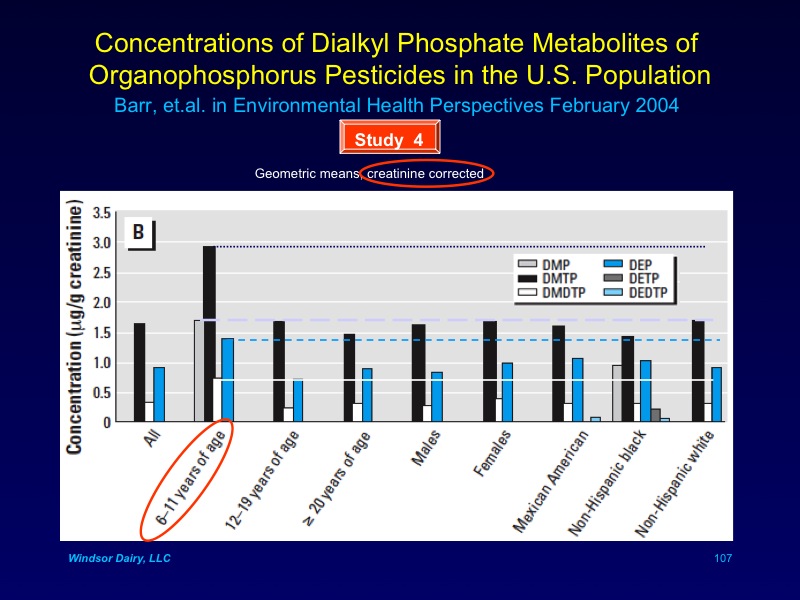 Concentrations of Dialkyl Phosphate Metabolites of
Organophosphorus Pesticides in the U.S. Population
Barr, et.al. in Environmental Health Perspectives February 2004
Study 4
Geometric means, creatinine corrected
B
Concentration (µg/g creatinine)
3.5
3.0
2.5
2.0
1.5
1.0
0.5
0
DMP
DMTP
DMDTP
DEP
DETP
DEDTP
All
6–11 years of age
12–19 years of age
≥ 20 years of age
Males
Females
Mexican American
Non-Hispanic black
Non-Hispanic white
Windsor Dairy, LLC
107